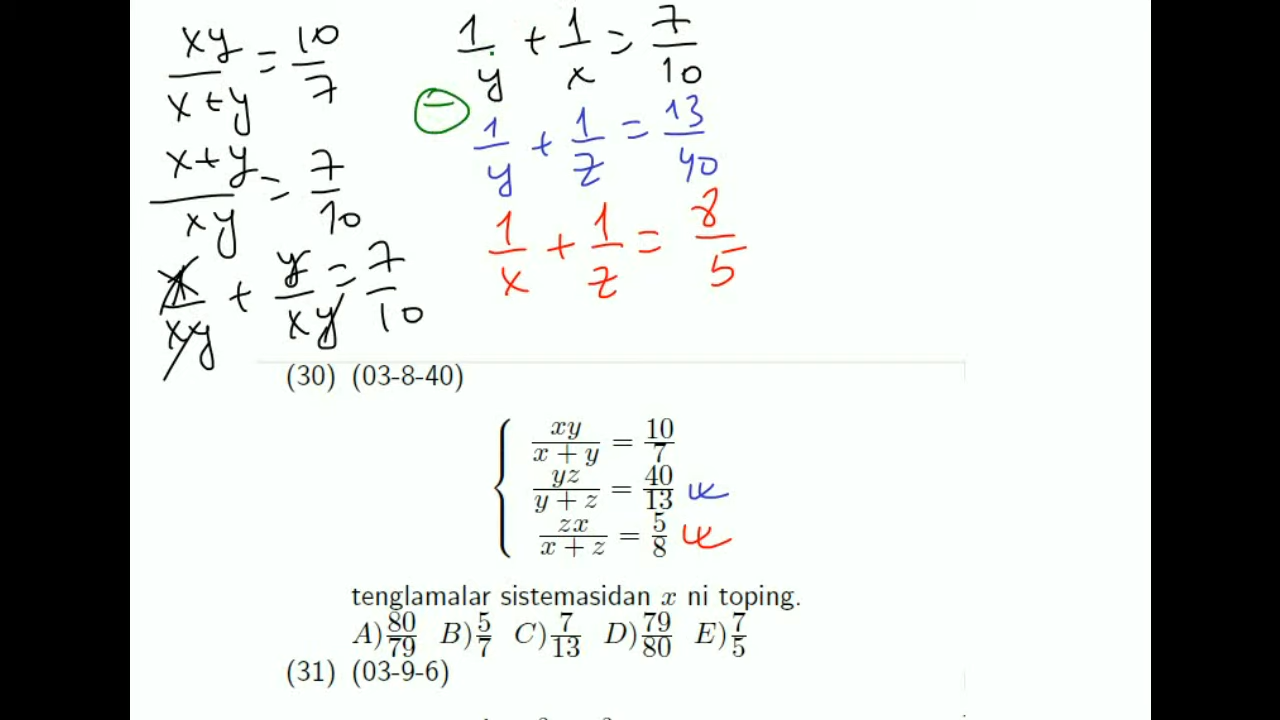 xy/(x+y) = 10/7
(x+y)/(xy) = 7/10
x/(xy) + y/(xy) = 7/10
1/y + 1/x = 7/10
−
1/y + 1/z = 13/40
1/x + 1/z = 8/5
(30) (03-8-40)
xy/(x + y) = 10/7
yz/(y + z) = 40/13
zx/(x + z) = 5/8
tenglamalar sistemasidan x ni toping.
A) 80/79 B) 5/7 C) 7/13 D) 79/80 E) 7/5
(31) (03-9-6)